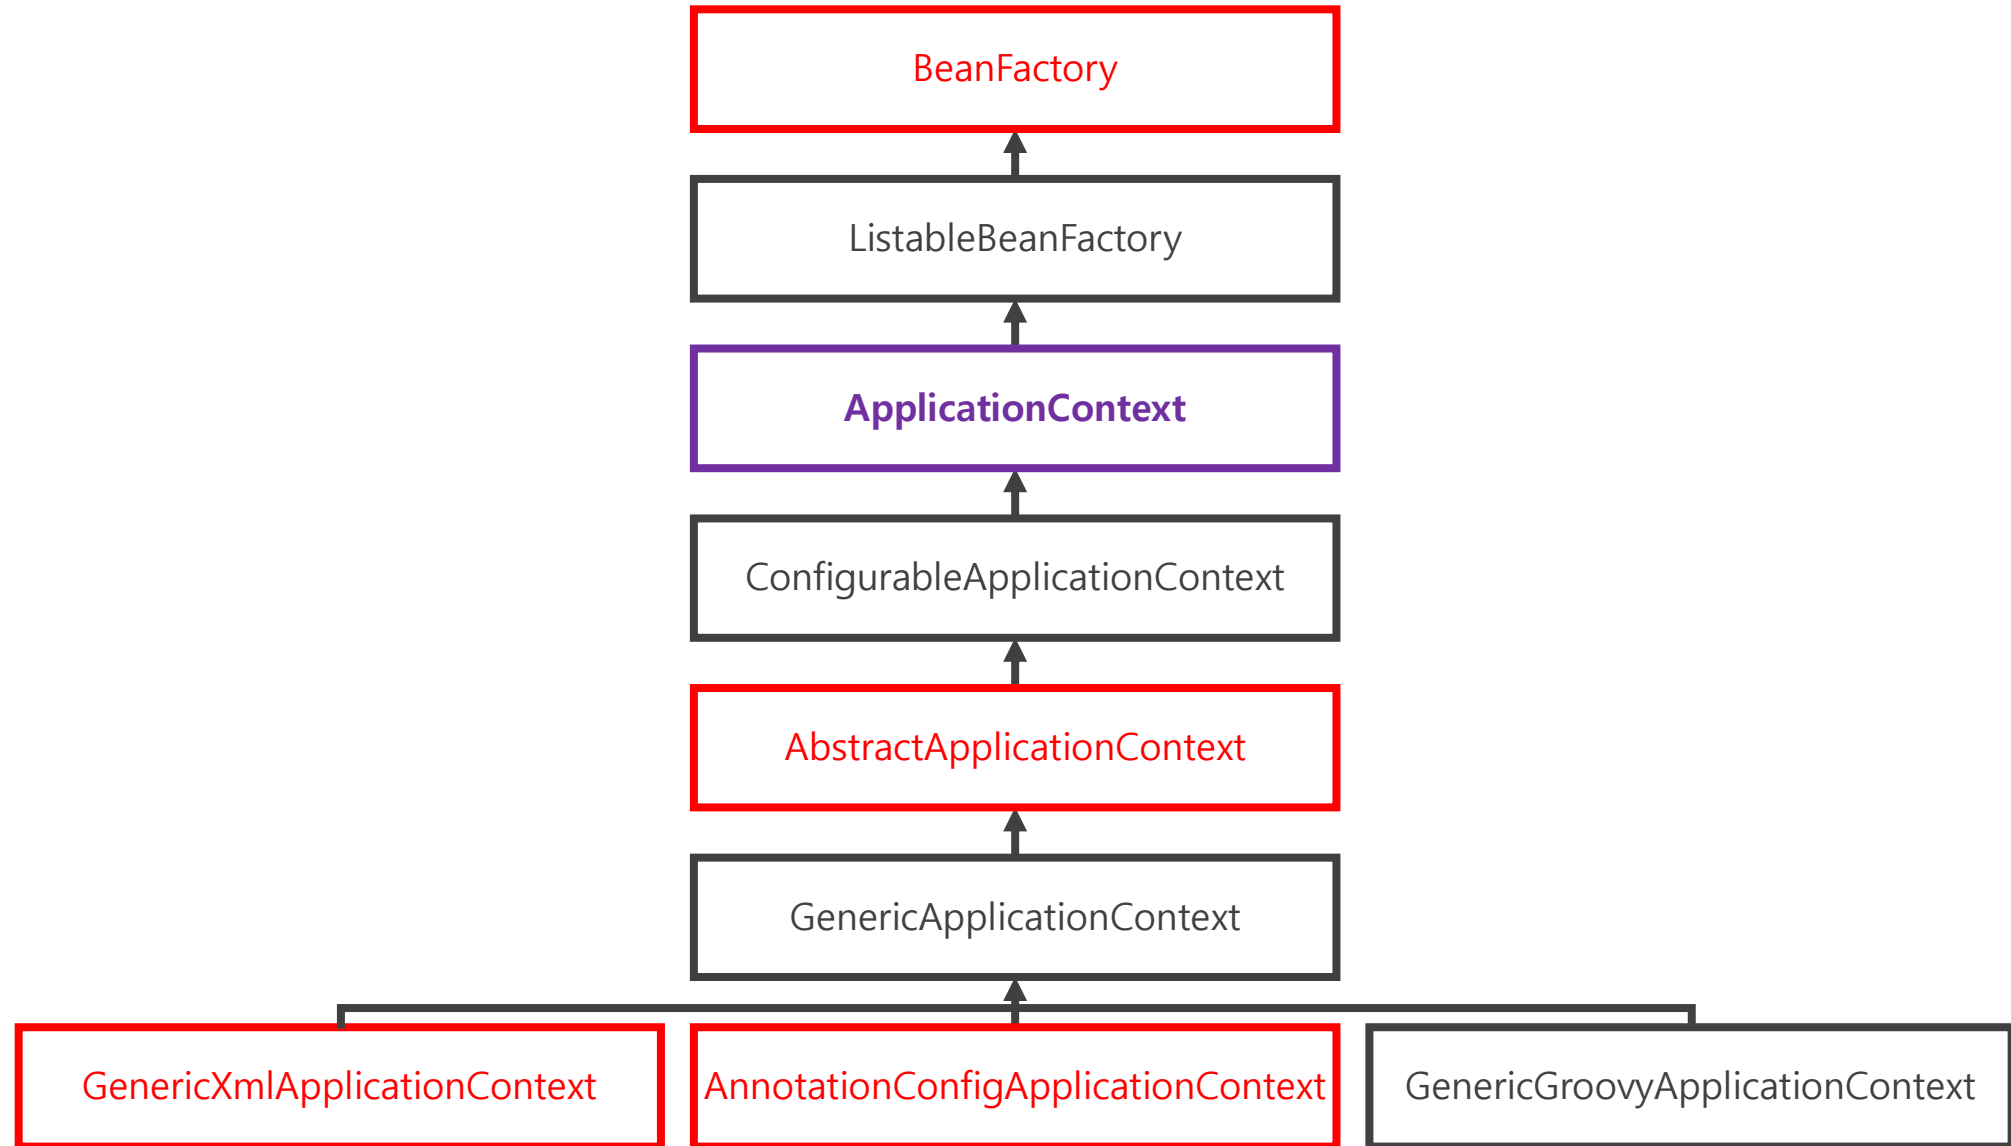 BeanFactory
ListableBeanFactory
ApplicationContext
ConfigurableApplicationContext
AbstractApplicationContext
GenericApplicationContext
GenericXmlApplicationContext
AnnotationConfigApplicationContext
GenericGroovyApplicationContext